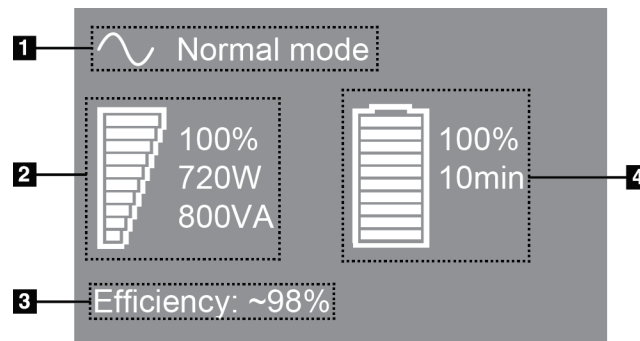 1 Normal mode
2
100%
720W
800VA
100%
10min
4
3 Efficiency: ~98%